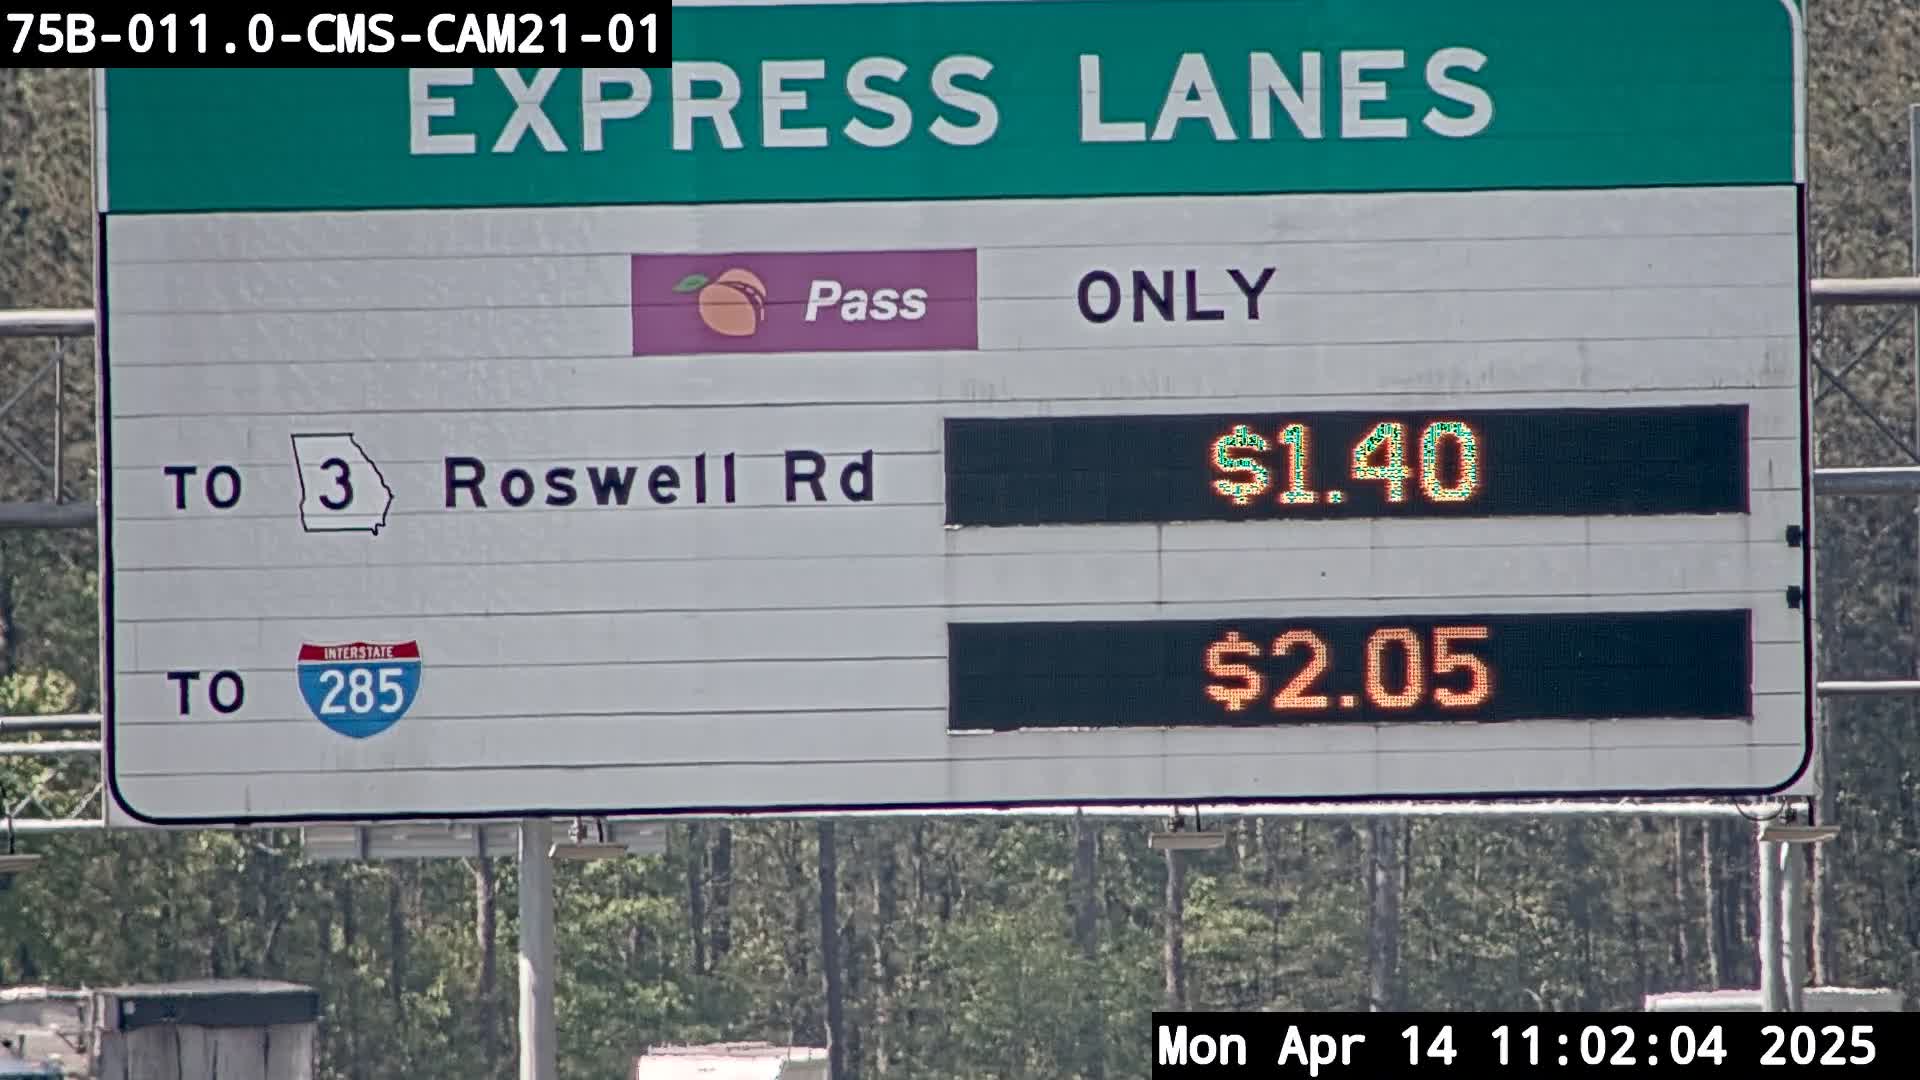 75B-011.0-CMS-CAM21-01
EXPRESS LANES
Pass ONLY
TO 3 Roswell Rd $1.40
TO INTERSTATE 285 $2.05
Mon Apr 14 11:02:04 2025